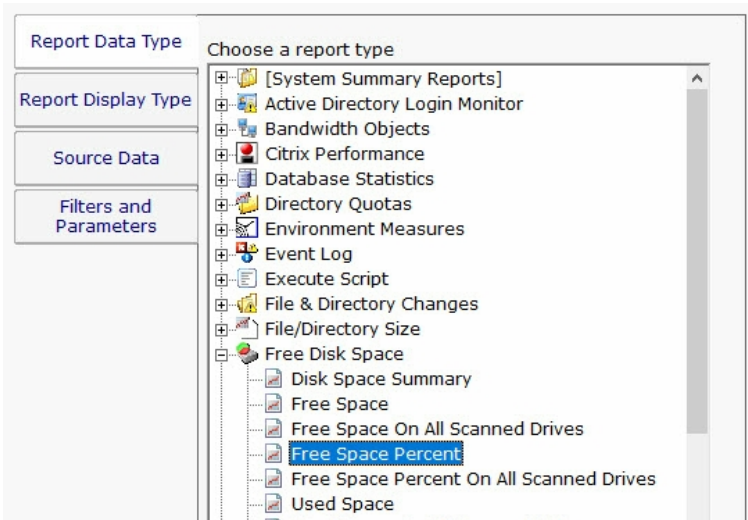 Report Data Type
Report Display Type
Source Data
Filters and
Parameters
Choose a report type
[System Summary Reports]
Active Directory Login Monitor
Bandwidth Objects
Citrix Performance
Database Statistics
Directory Quotas
Environment Measures
Event Log
Execute Script
File & Directory Changes
File/Directory Size
Free Disk Space
Disk Space Summary
Free Space
Free Space On All Scanned Drives
Free Space Percent
Free Space Percent On All Scanned Drives
Used Space